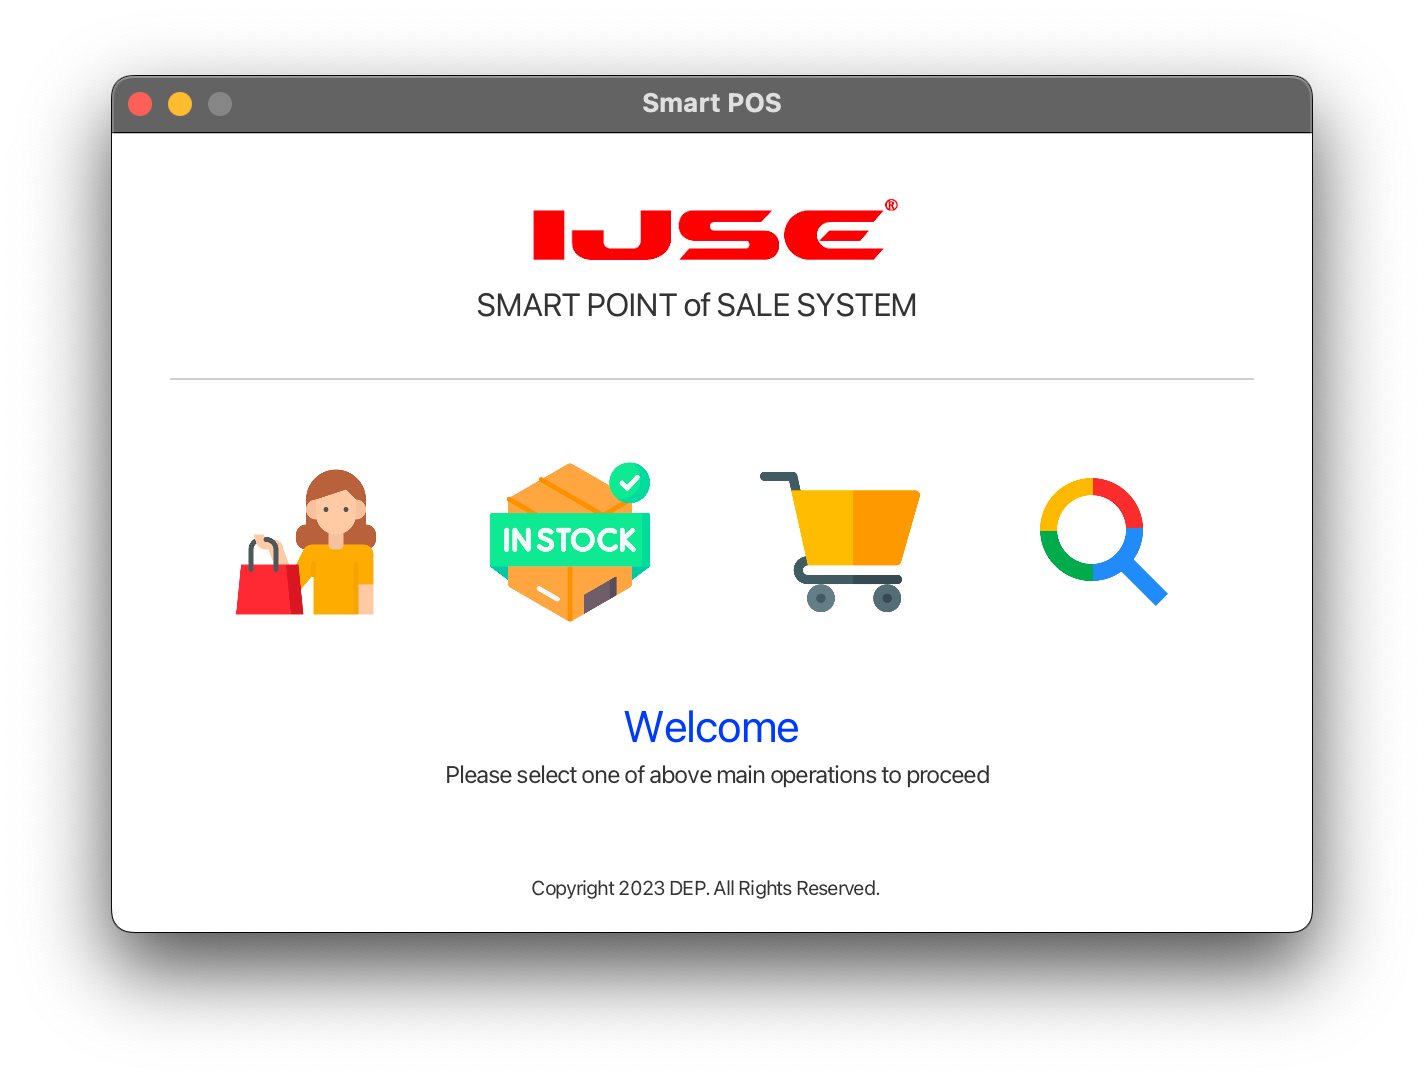 Smart POS
IJSE®
SMART POINT of SALE SYSTEM
IN STOCK
Welcome
Please select one of above main operations to proceed
Copyright 2023 DEP. All Rights Reserved.